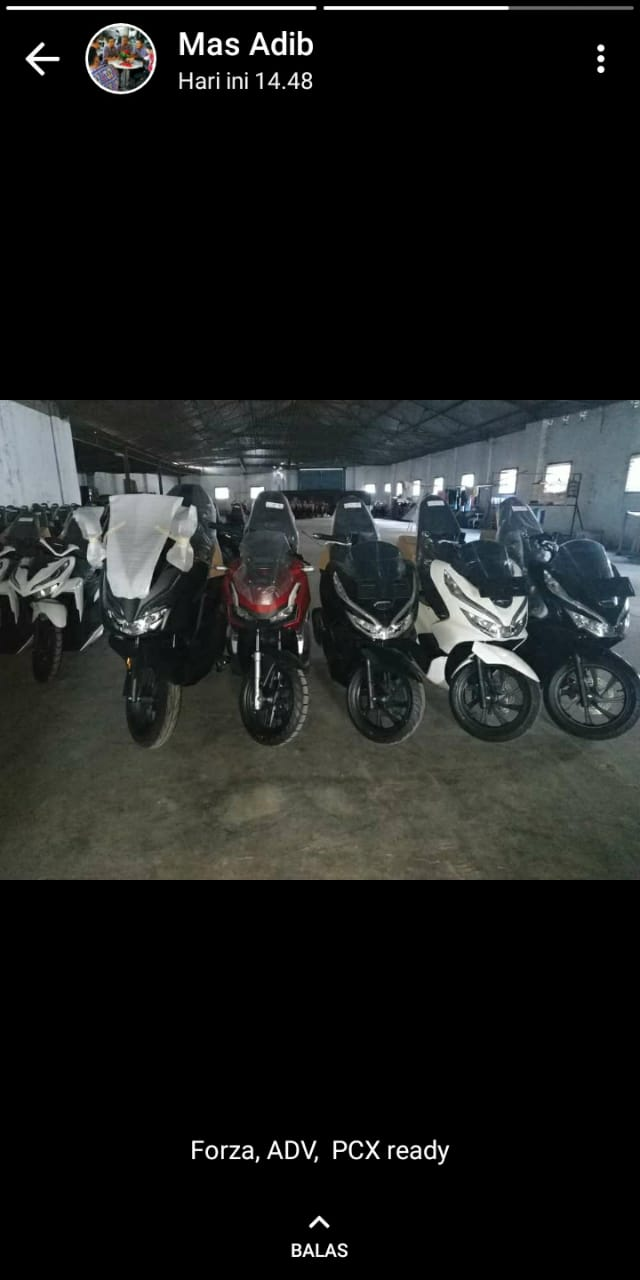 Mas Adib
Hari ini 14.48
Forza, ADV, PCX ready
BALAS